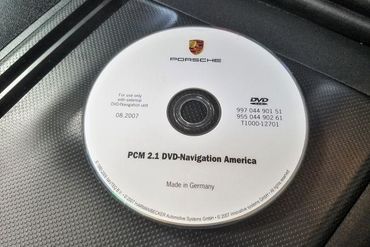 PORSCHE
For use only
with external
DVD-Navigation unit
08.2007
DVD
997 044 901 51
955 044 902 61
T1000-12701
PCM 2.1 DVD-Navigation America
Made in Germany